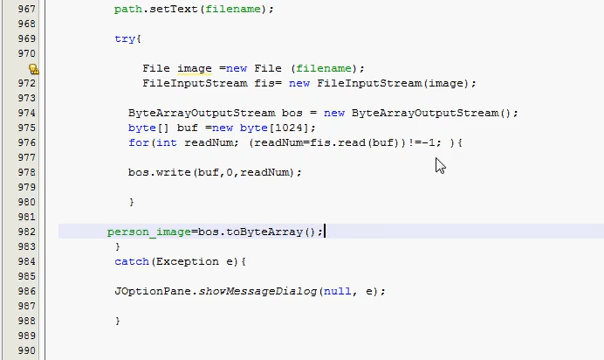 967 path.setText(filename);
968
969 try{
970
File image =new File (filename);
972 FileInputStream fis= new FileInputStream(image);
973
974 ByteArrayOutputStream bos = new ByteArrayOutputStream();
975 byte[] buf =new byte[1024];
976 for(int readNum; (readNum=fis.read(buf))!=-1; ){
977
978 bos.write(buf,0,readNum);
979
980 }
981
982 person_image=bos.toByteArray();
983 }
984 catch(Exception e){
985
986 JOptionPane.showMessageDialog(null, e);
987
988 }
989
990